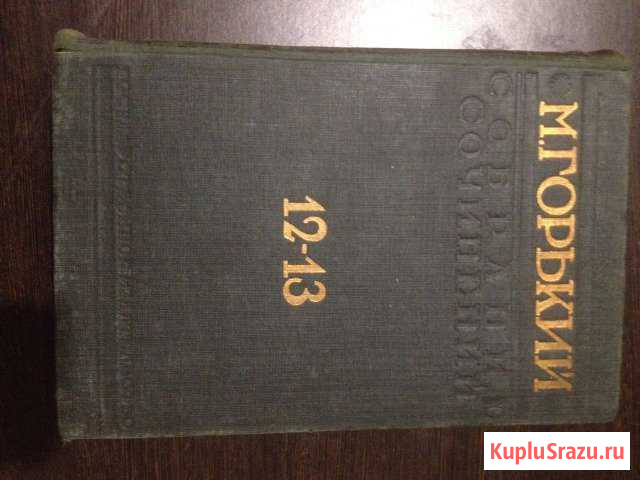 М.ГОРЬКИЙ
СОБРАНИЕ
СОЧИНЕНИЙ
12-13
KupluSrazu.ru